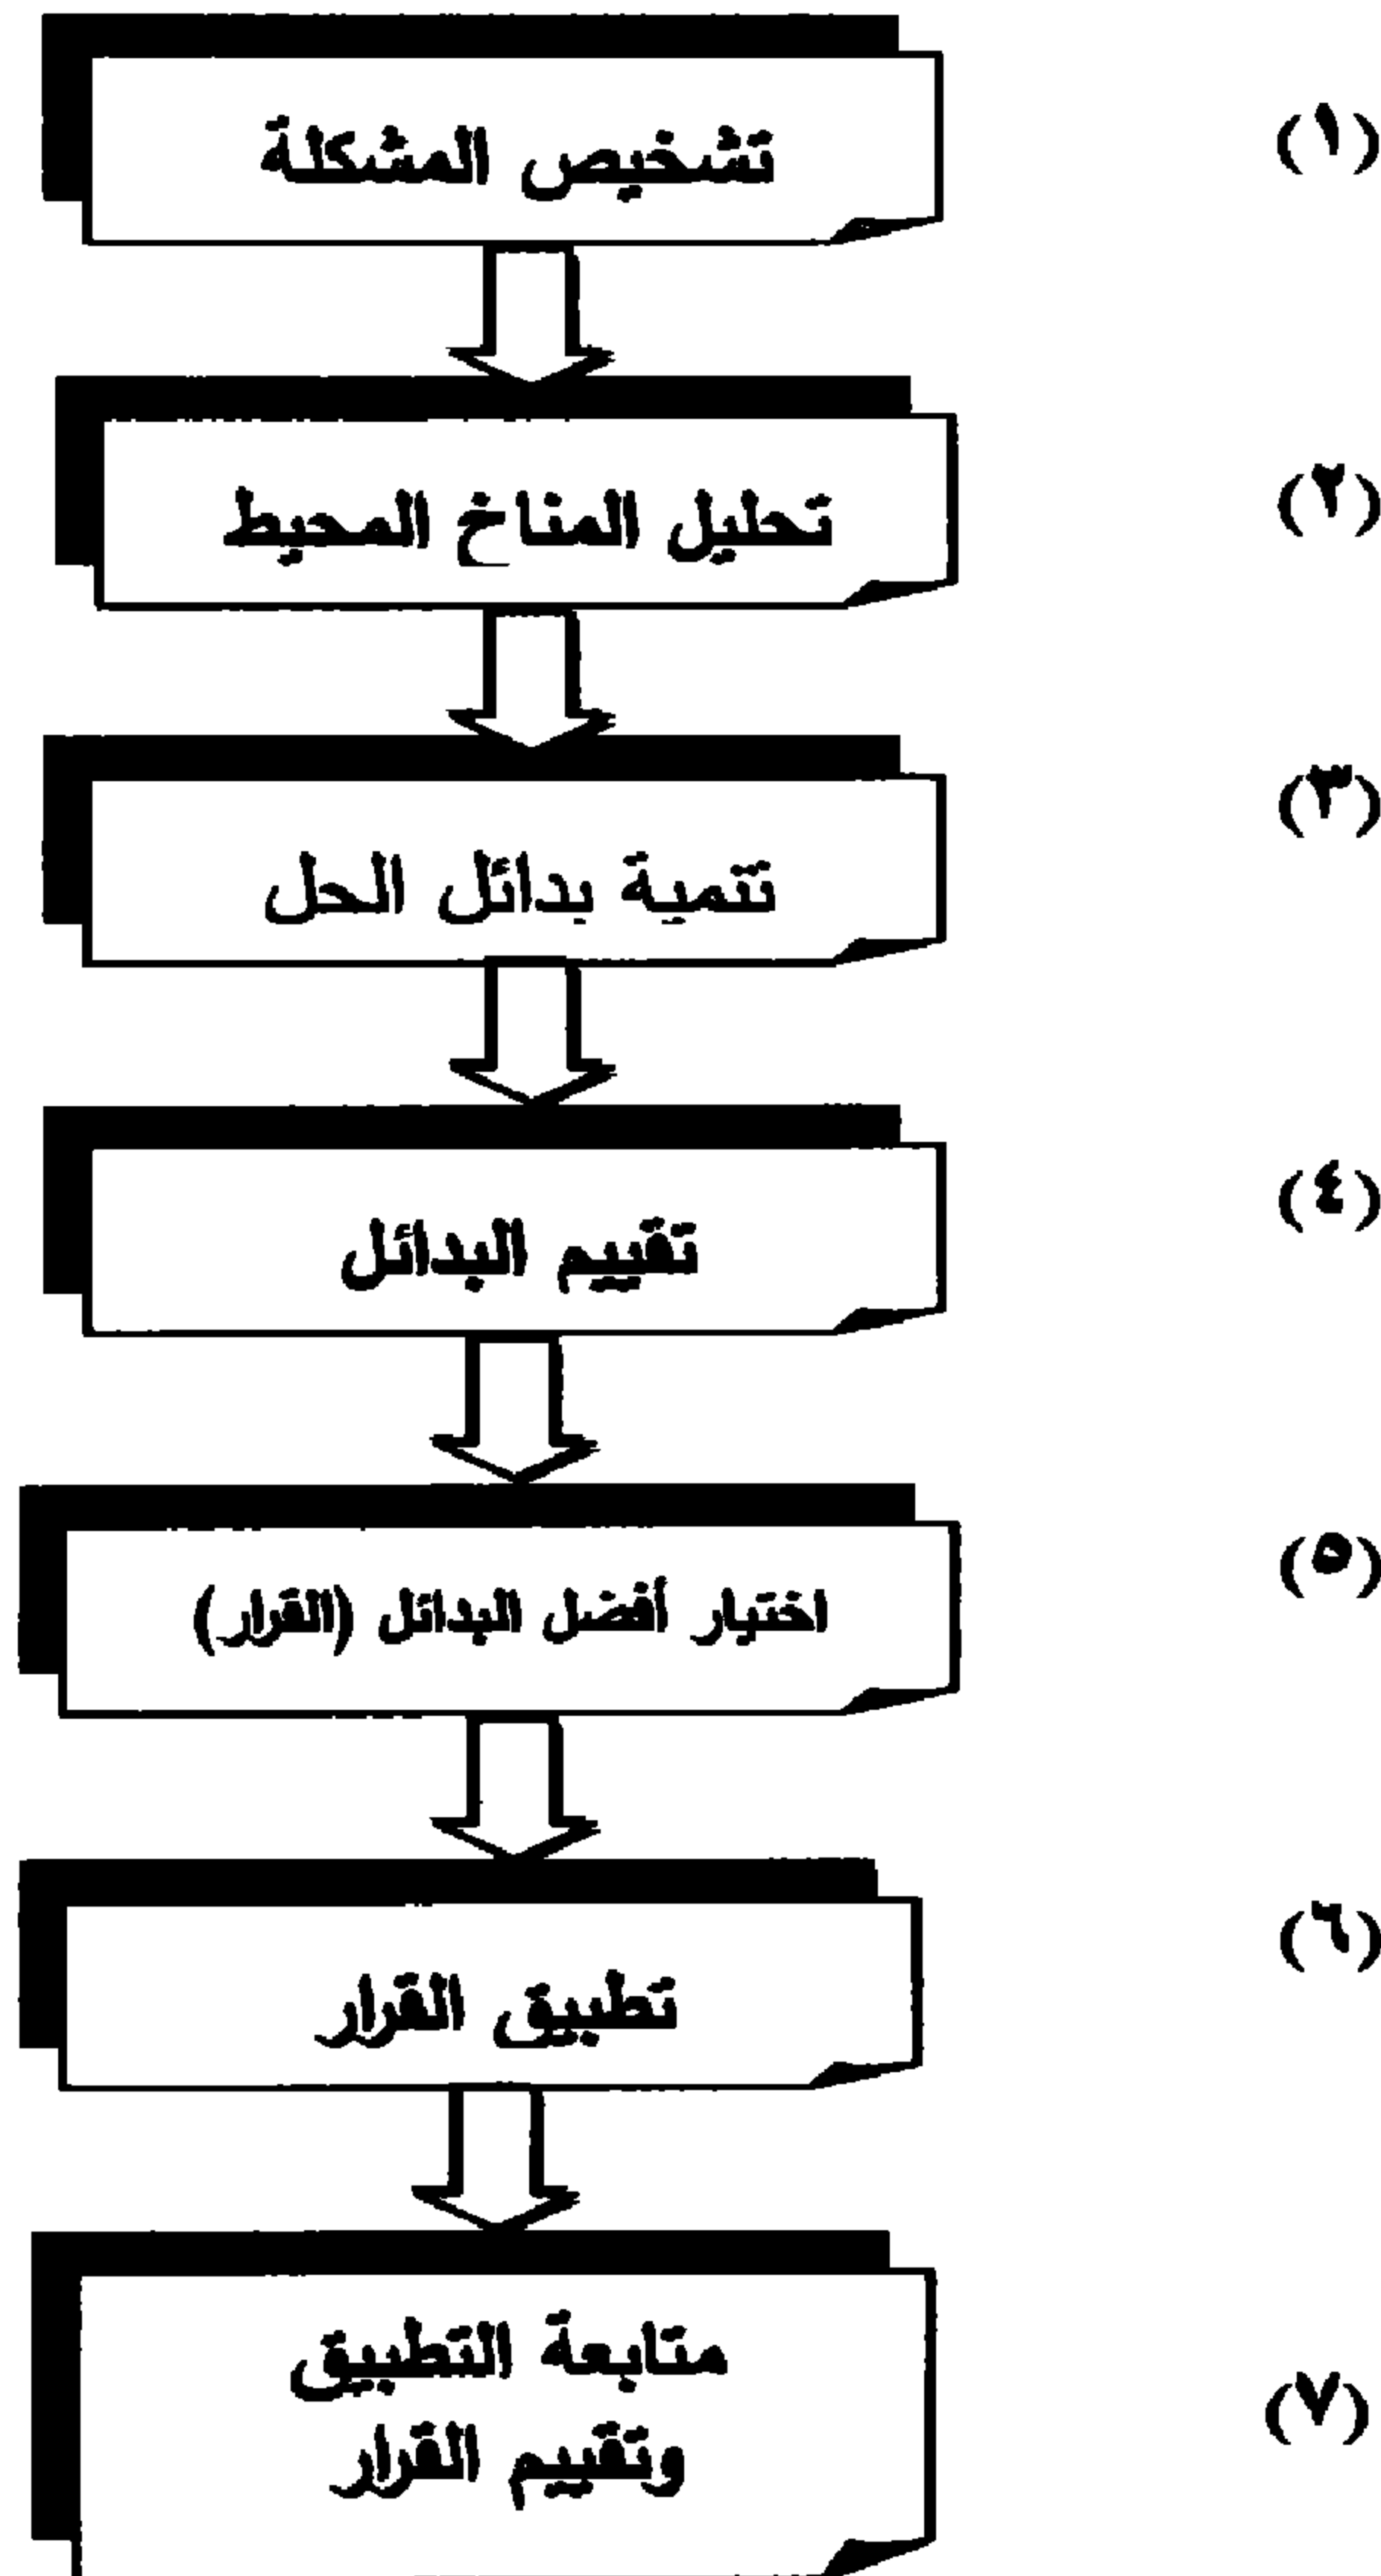 (١)
تشخيص المشكلة
(٢)
تحليل المناخ المحيط
(٣)
تنمية بدائل الحل
(٤)
تقييم البدائل
(٥)
اختيار أفضل البدائل (القرار)
(٦)
تطبيق القرار
(٧)
متابعة التطبيق
وتقييم القرار